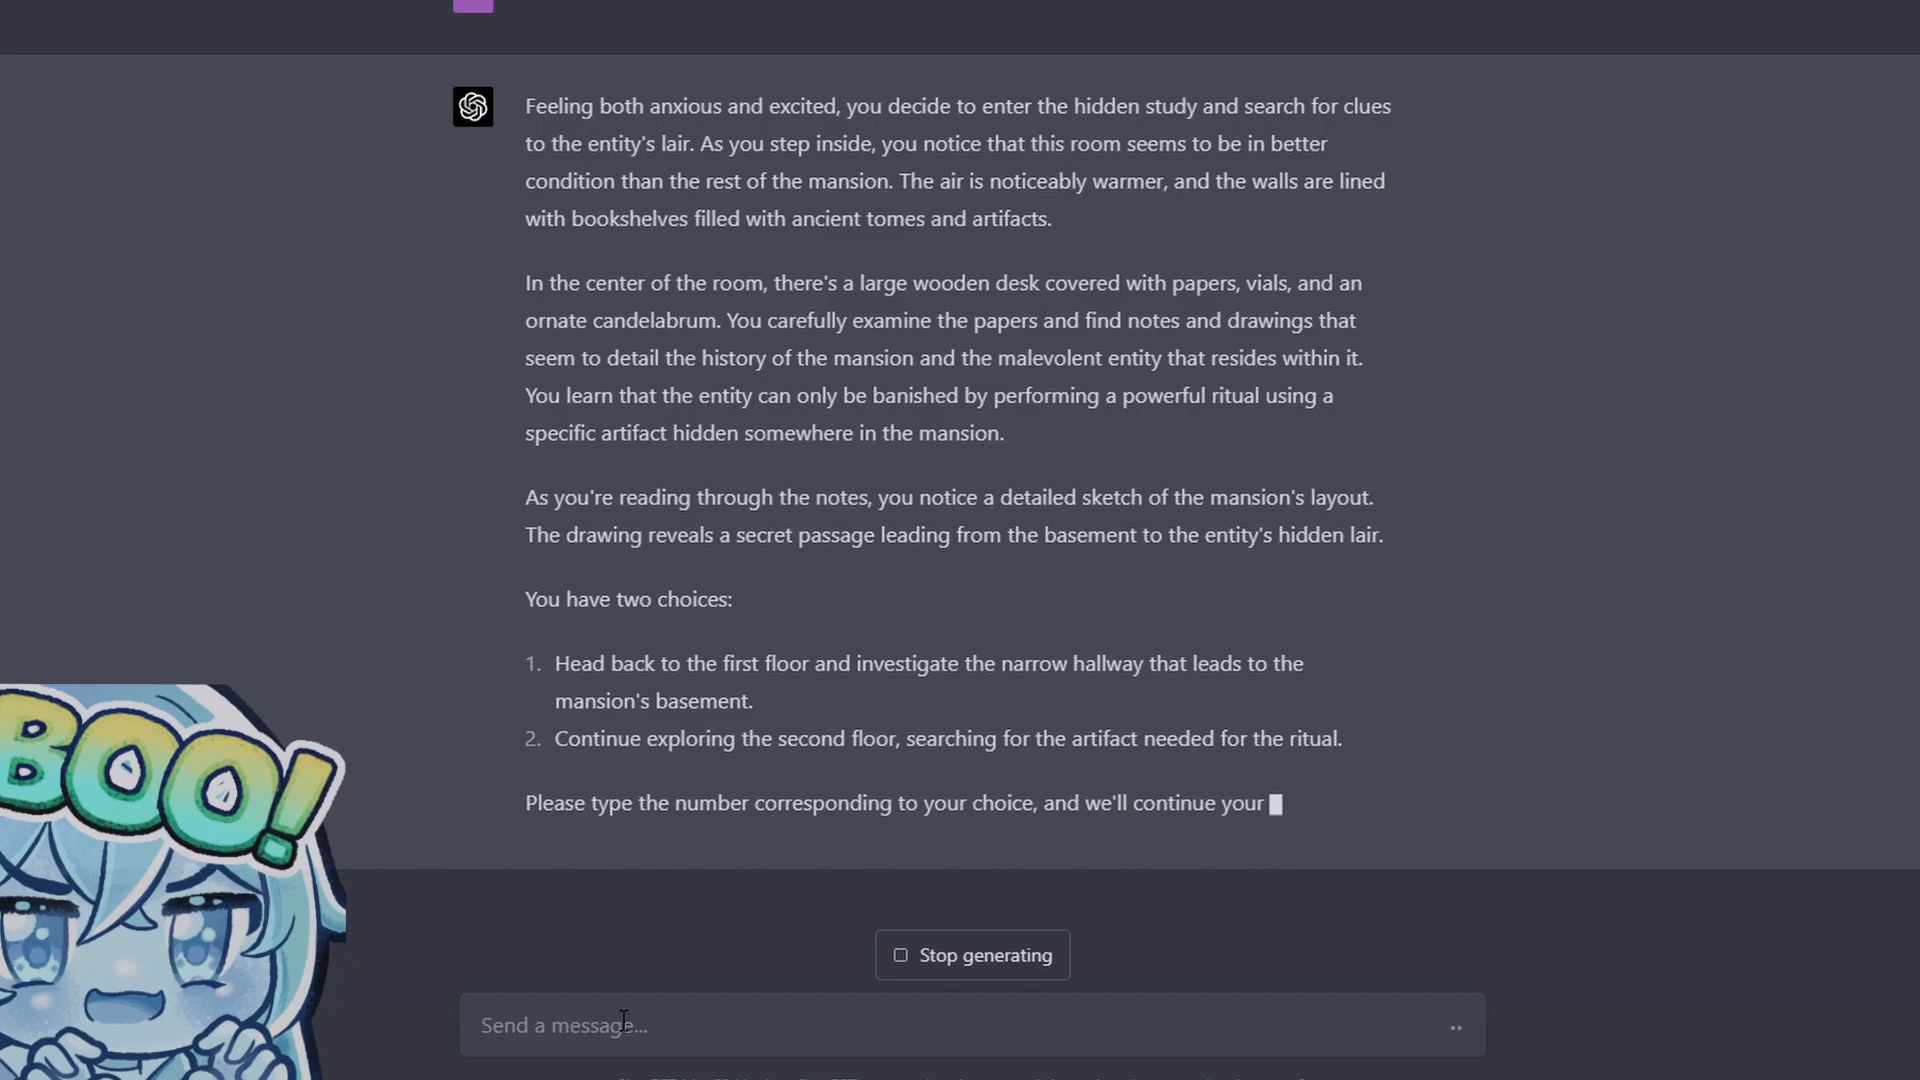 Feeling both anxious and excited, you decide to enter the hidden study and search for clues
to the entity's lair. As you step inside, you notice that this room seems to be in better
condition than the rest of the mansion. The air is noticeably warmer, and the walls are lined
with bookshelves filled with ancient tomes and artifacts.
In the center of the room, there's a large wooden desk covered with papers, vials, and an
ornate candelabrum. You carefully examine the papers and find notes and drawings that
seem to detail the history of the mansion and the malevolent entity that resides within it.
You learn that the entity can only be banished by performing a powerful ritual using a
specific artifact hidden somewhere in the mansion.
As you're reading through the notes, you notice a detailed sketch of the mansion's layout.
The drawing reveals a secret passage leading from the basement to the entity's hidden lair.
You have two choices:
1. Head back to the first floor and investigate the narrow hallway that leads to the
mansion's basement.
2. Continue exploring the second floor, searching for the artifact needed for the ritual.
Please type the number corresponding to your choice, and we'll continue your
BOO!
Stop generating
Send a message...